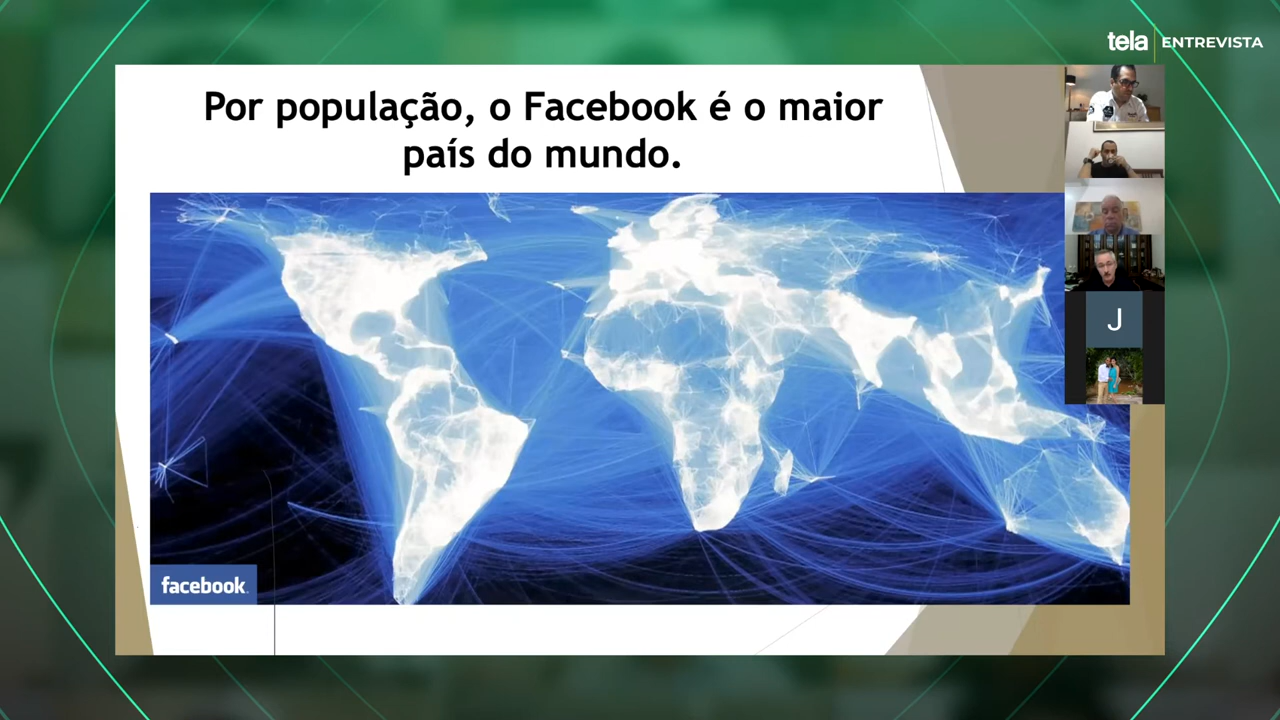 tela ENTREVISTA
Por população, o Facebook é o maior
país do mundo.
J
facebook.